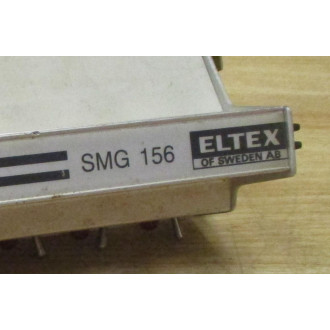 SMG 156
ELTEX
OF SWEDEN AB